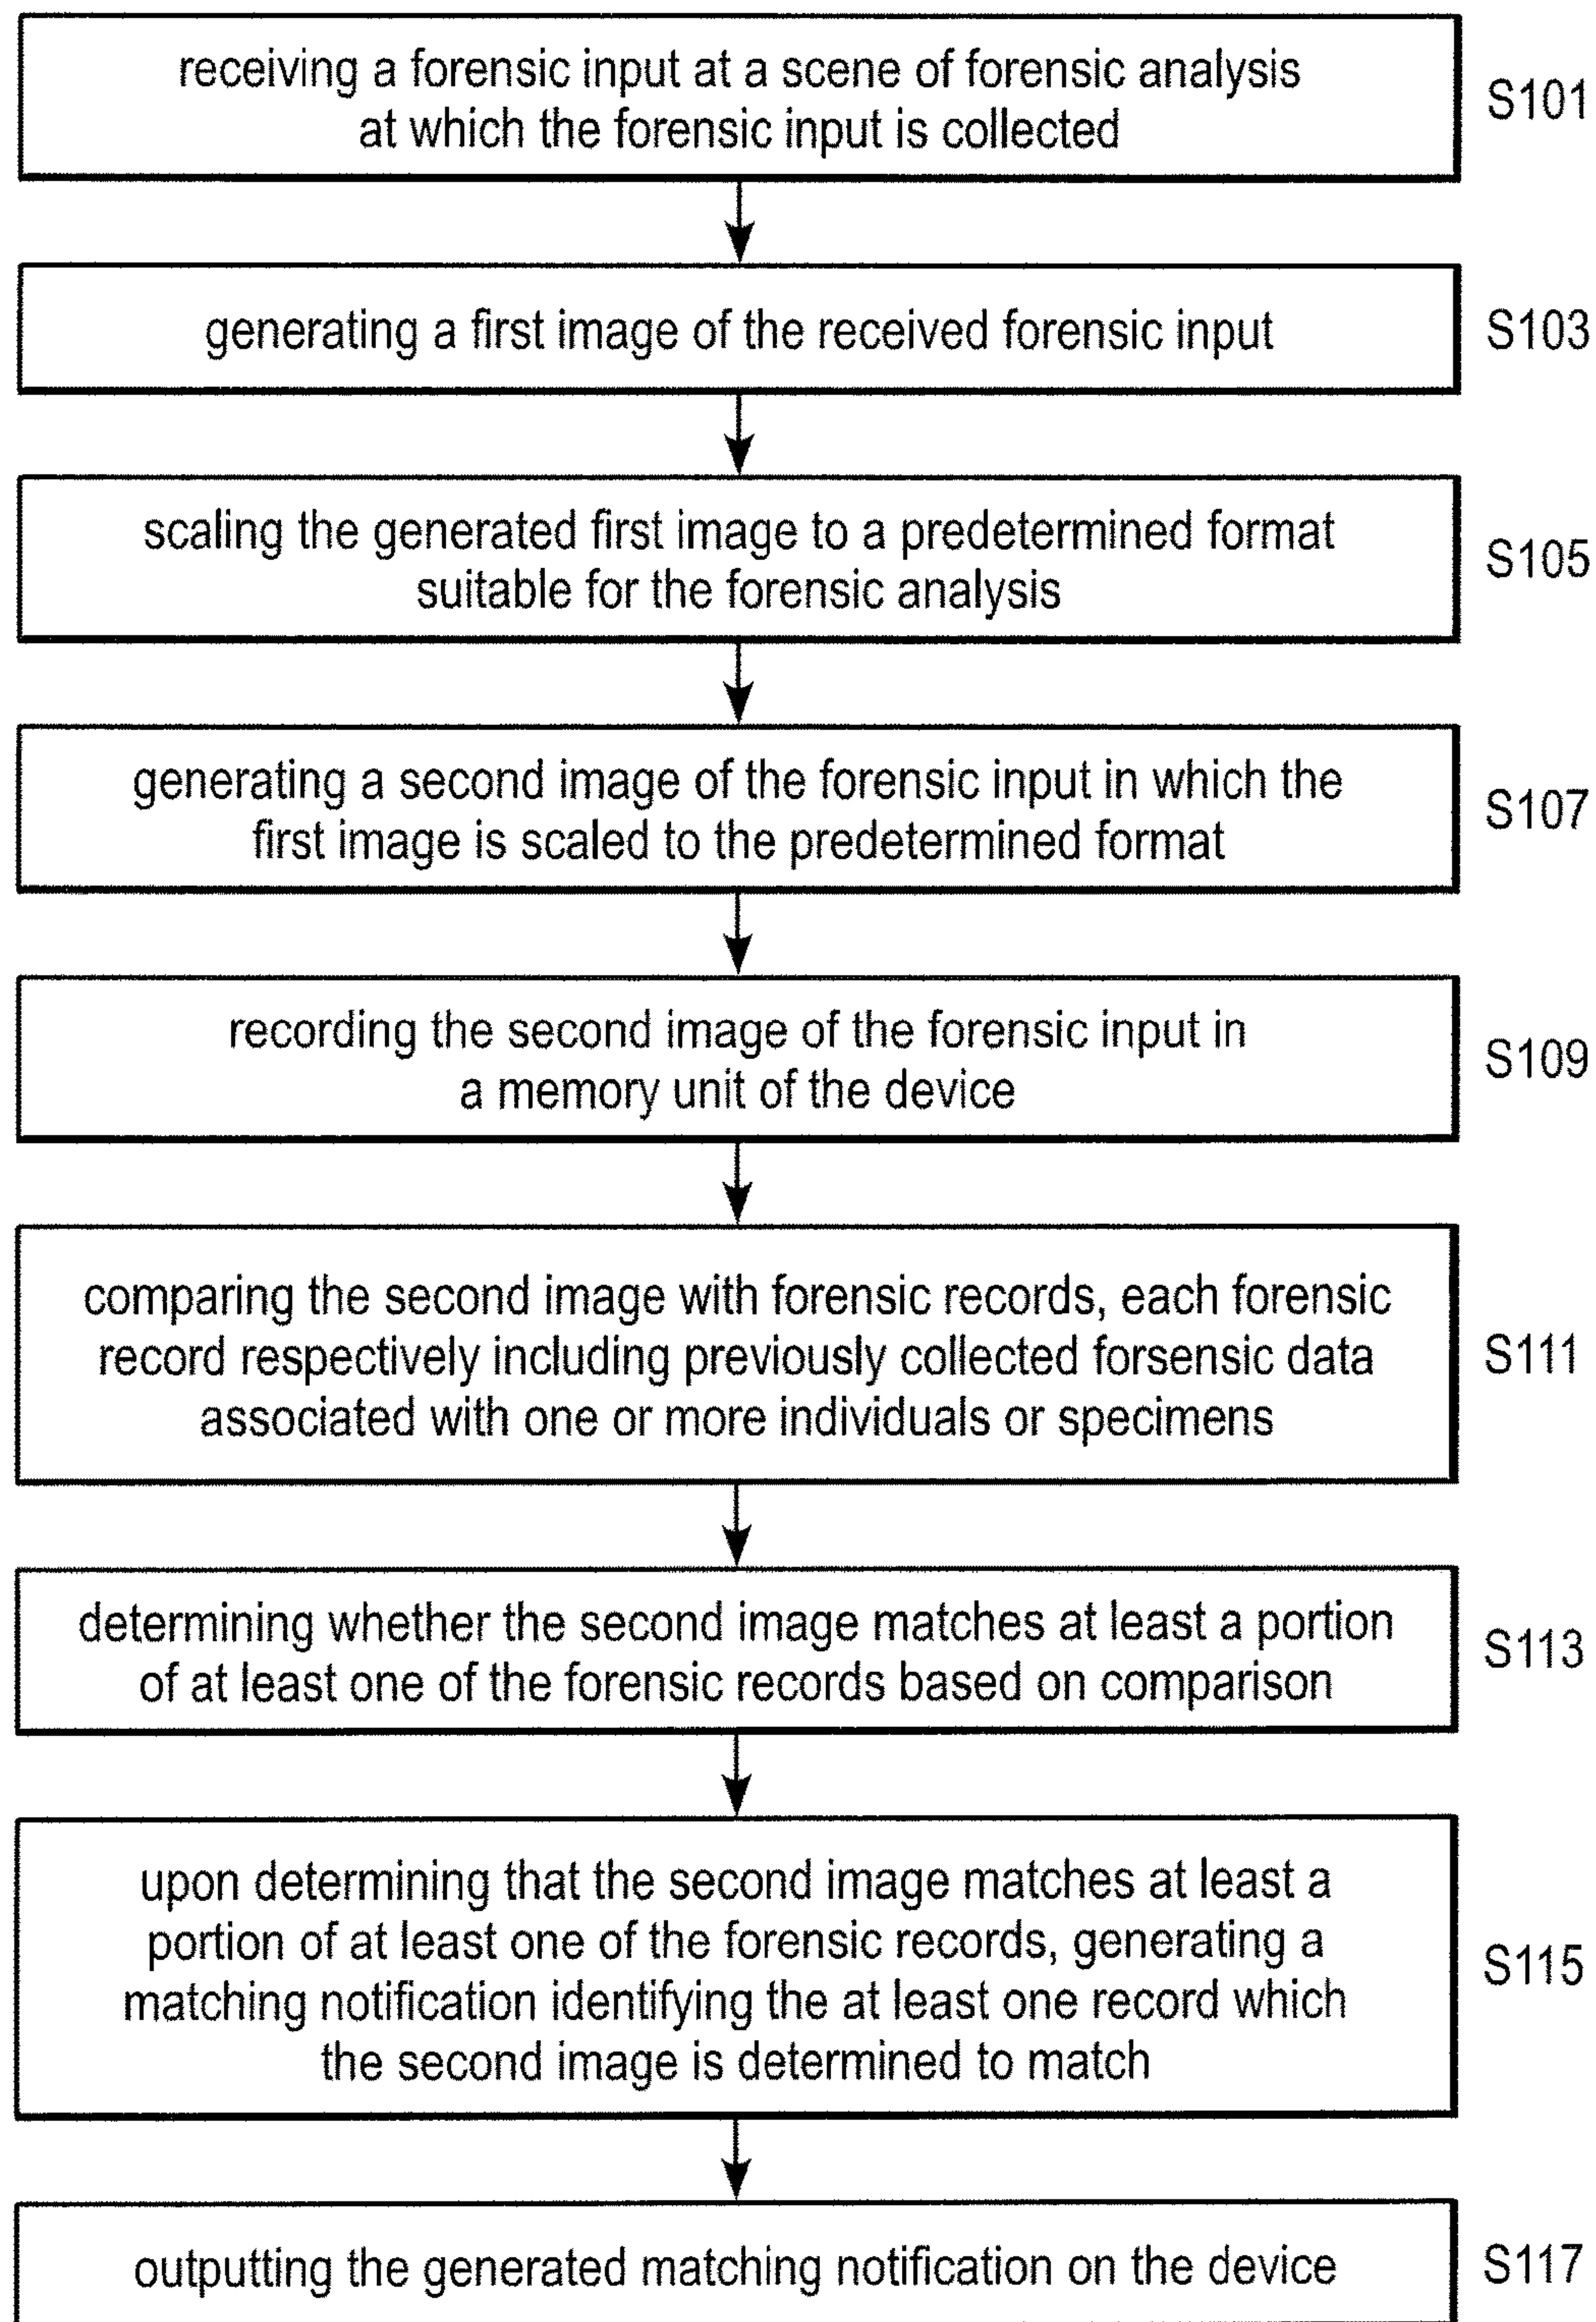 receiving a forensic input at a scene of forensic analysis
at which the forensic input is collected
S101
generating a first image of the received forensic input
S103
scaling the generated first image to a predetermined format
suitable for the forensic analysis
S105
generating a second image of the forensic input in which the
first image is scaled to the predetermined format
S107
recording the second image of the forensic input in
a memory unit of the device
S109
comparing the second image with forensic records, each forensic
record respectively including previously collected forsensic data
associated with one or more individuals or specimens
S111
determining whether the second image matches at least a portion
of at least one of the forensic records based on comparison
S113
upon determining that the second image matches at least a
portion of at least one of the forensic records, generating a
matching notification identifying the at least one record which
the second image is determined to match
S115
outputting the generated matching notification on the device
S117